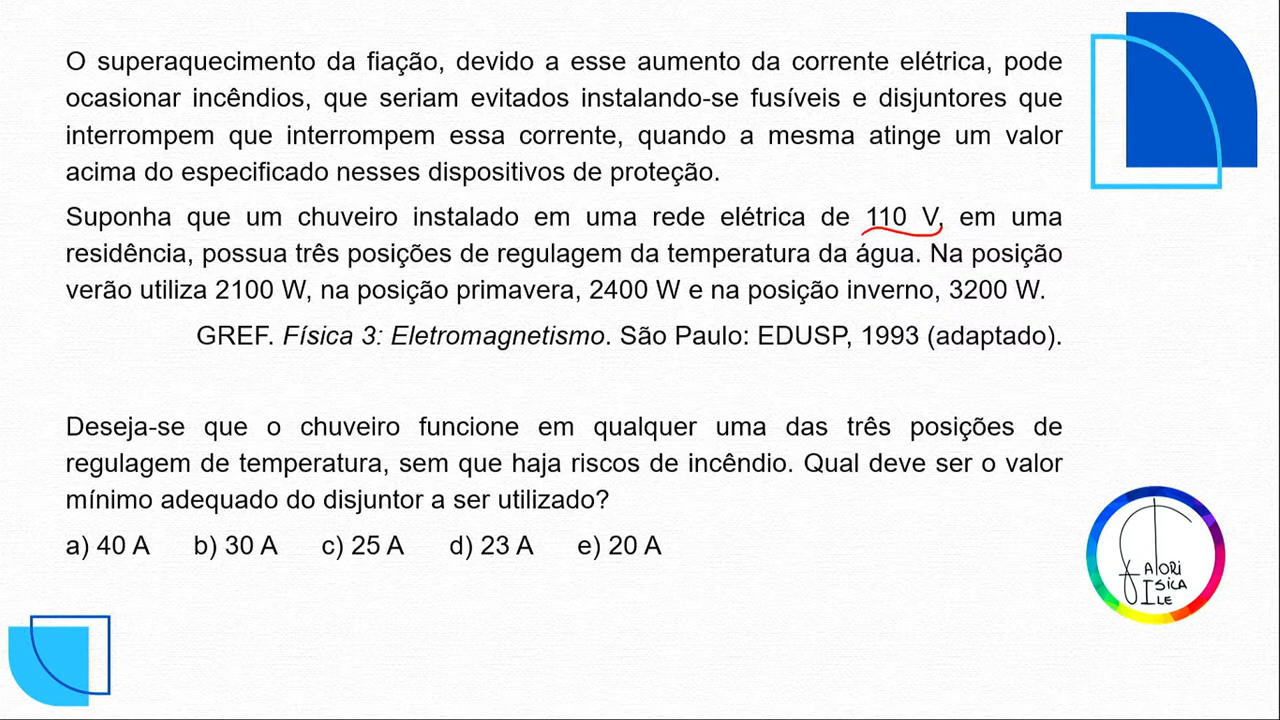 O superaquecimento da fiação, devido a esse aumento da corrente elétrica, pode
ocasionar incêndios, que seriam evitados instalando-se fusíveis e disjuntores que
interrompem que interrompem essa corrente, quando a mesma atinge um valor
acima do especificado nesses dispositivos de proteção.
Suponha que um chuveiro instalado em uma rede elétrica de 110 V, em uma
residência, possua três posições de regulagem da temperatura da água. Na posição
verão utiliza 2100 W, na posição primavera, 2400 W e na posição inverno, 3200 W.
GREF. Física 3: Eletromagnetismo. São Paulo: EDUSP, 1993 (adaptado).
Deseja-se que o chuveiro funcione em qualquer uma das três posições de
regulagem de temperatura, sem que haja riscos de incêndio. Qual deve ser o valor
mínimo adequado do disjuntor a ser utilizado?
a) 40 A b) 30 A c) 25 A d) 23 A e) 20 A